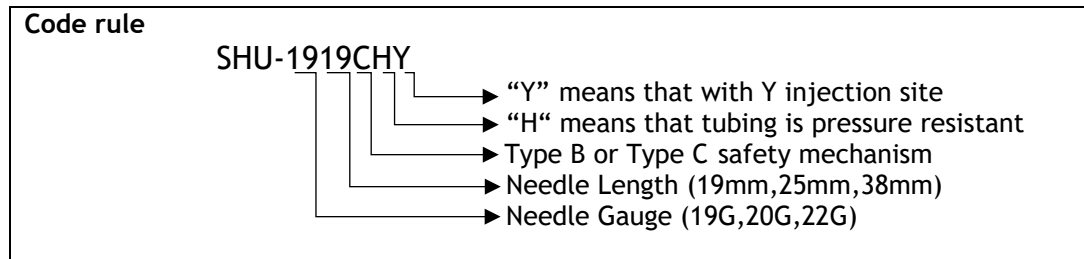 Code rule
SHU-1919CHY
“Y” means that with Y injection site
“H“ means that tubing is pressure resistant
Type B or Type C safety mechanism
Needle Length (19mm,25mm,38mm)
Needle Gauge (19G,20G,22G)